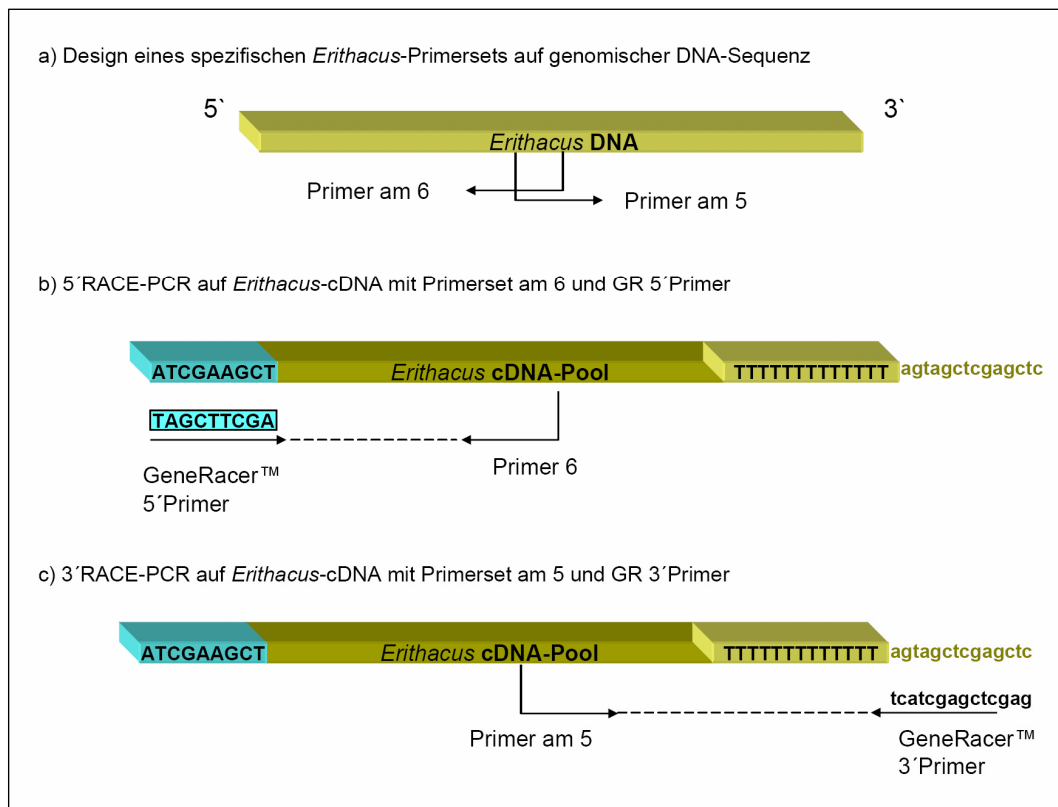 a) Design eines spezifischen Erithacus-Primersets auf genomischer DNA-Sequenz
5` 3`
Erithacus DNA
Primer am 6
Primer am 5
b) 5´RACE-PCR auf Erithacus-cDNA mit Primerset am 6 und GR 5´Primer
ATCGAAGCT Erithacus cDNA-Pool TTTTTTTTTTTTT agtagctcgagctc
TAGCTTCGA
Primer 6
GeneRacer™
5´Primer
c) 3´RACE-PCR auf Erithacus-cDNA mit Primerset am 5 und GR 3´Primer
ATCGAAGCT Erithacus cDNA-Pool TTTTTTTTTTTTT agtagctcgagctc
tcatcgagctcgag
Primer am 5
GeneRacer™
3´Primer